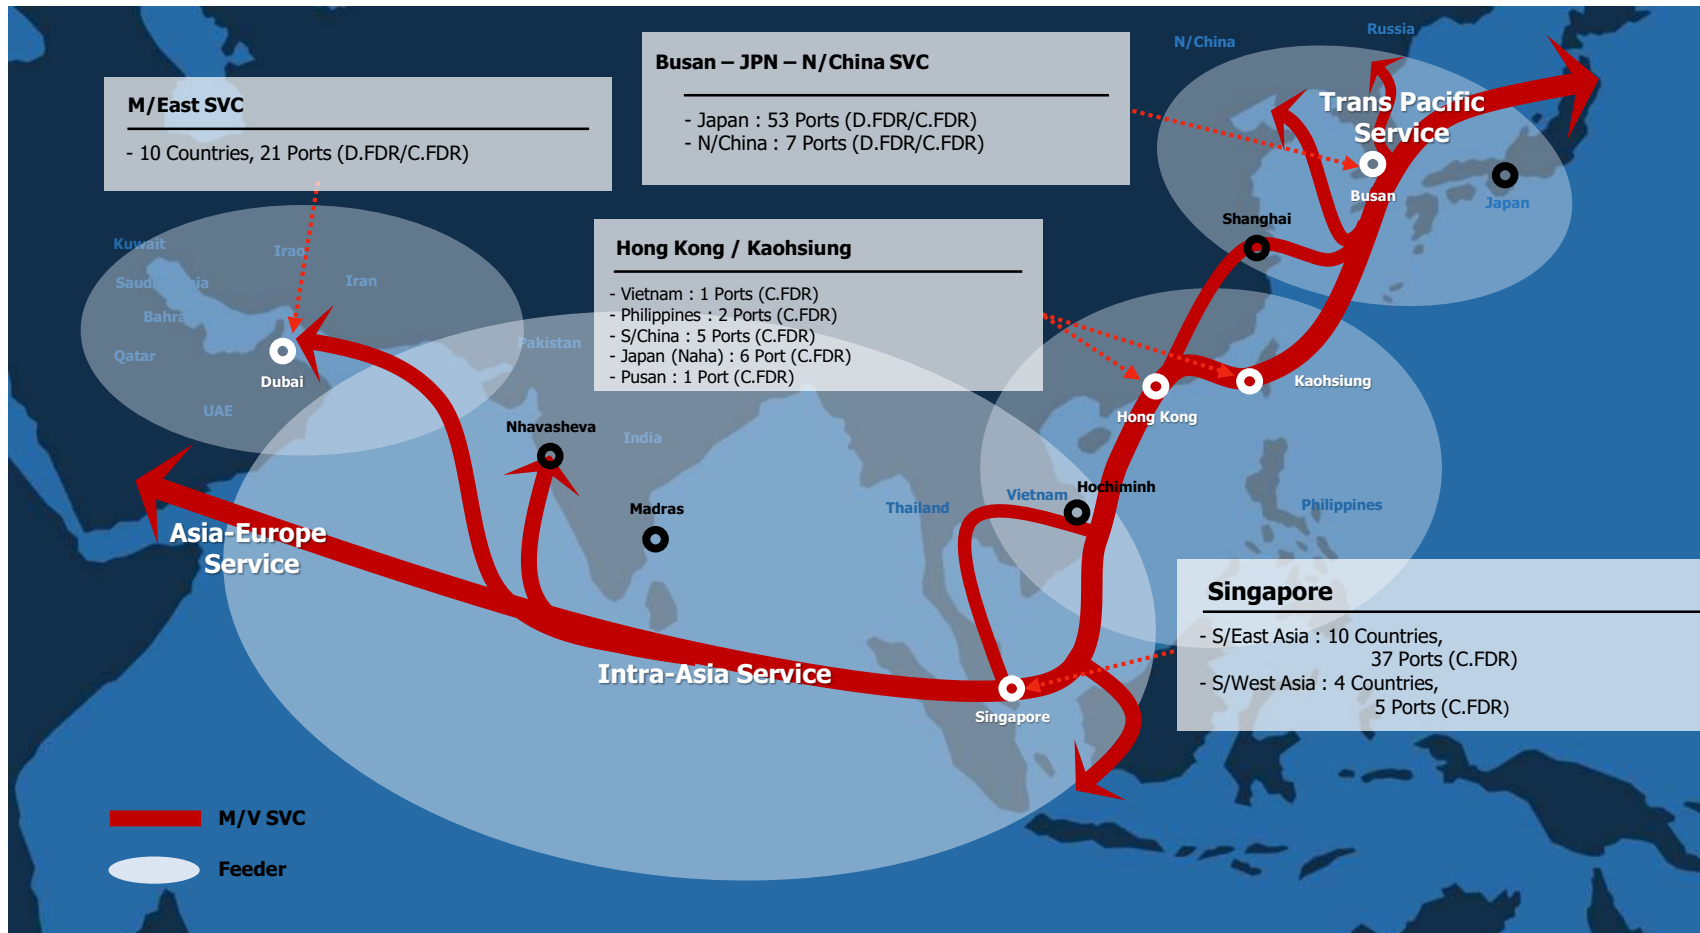 Russia
N/China
Busan – JPN – N/China SVC
- Japan : 53 Ports (D.FDR/C.FDR)
- N/China : 7 Ports (D.FDR/C.FDR)
M/East SVC
- 10 Countries, 21 Ports (D.FDR/C.FDR)
Trans Pacific
Service
Busan
Japan
Shanghai
Hong Kong / Kaohsiung
- Vietnam : 1 Ports (C.FDR)
- Philippines : 2 Ports (C.FDR)
- S/China : 5 Ports (C.FDR)
- Japan (Naha) : 6 Port (C.FDR)
- Pusan : 1 Port (C.FDR)
Kuwait
Iraq
Saudi Arabia
Iran
Bahrain
Qatar
Dubai
UAE
Pakistan
Kaohsiung
Hong Kong
Nhavasheva
India
Madras
Thailand
Vietnam
Hochiminh
Philippines
Asia-Europe
Service
Singapore
- S/East Asia : 10 Countries,
37 Ports (C.FDR)
- S/West Asia : 4 Countries,
5 Ports (C.FDR)
Intra-Asia Service
Singapore
M/V SVC
Feeder